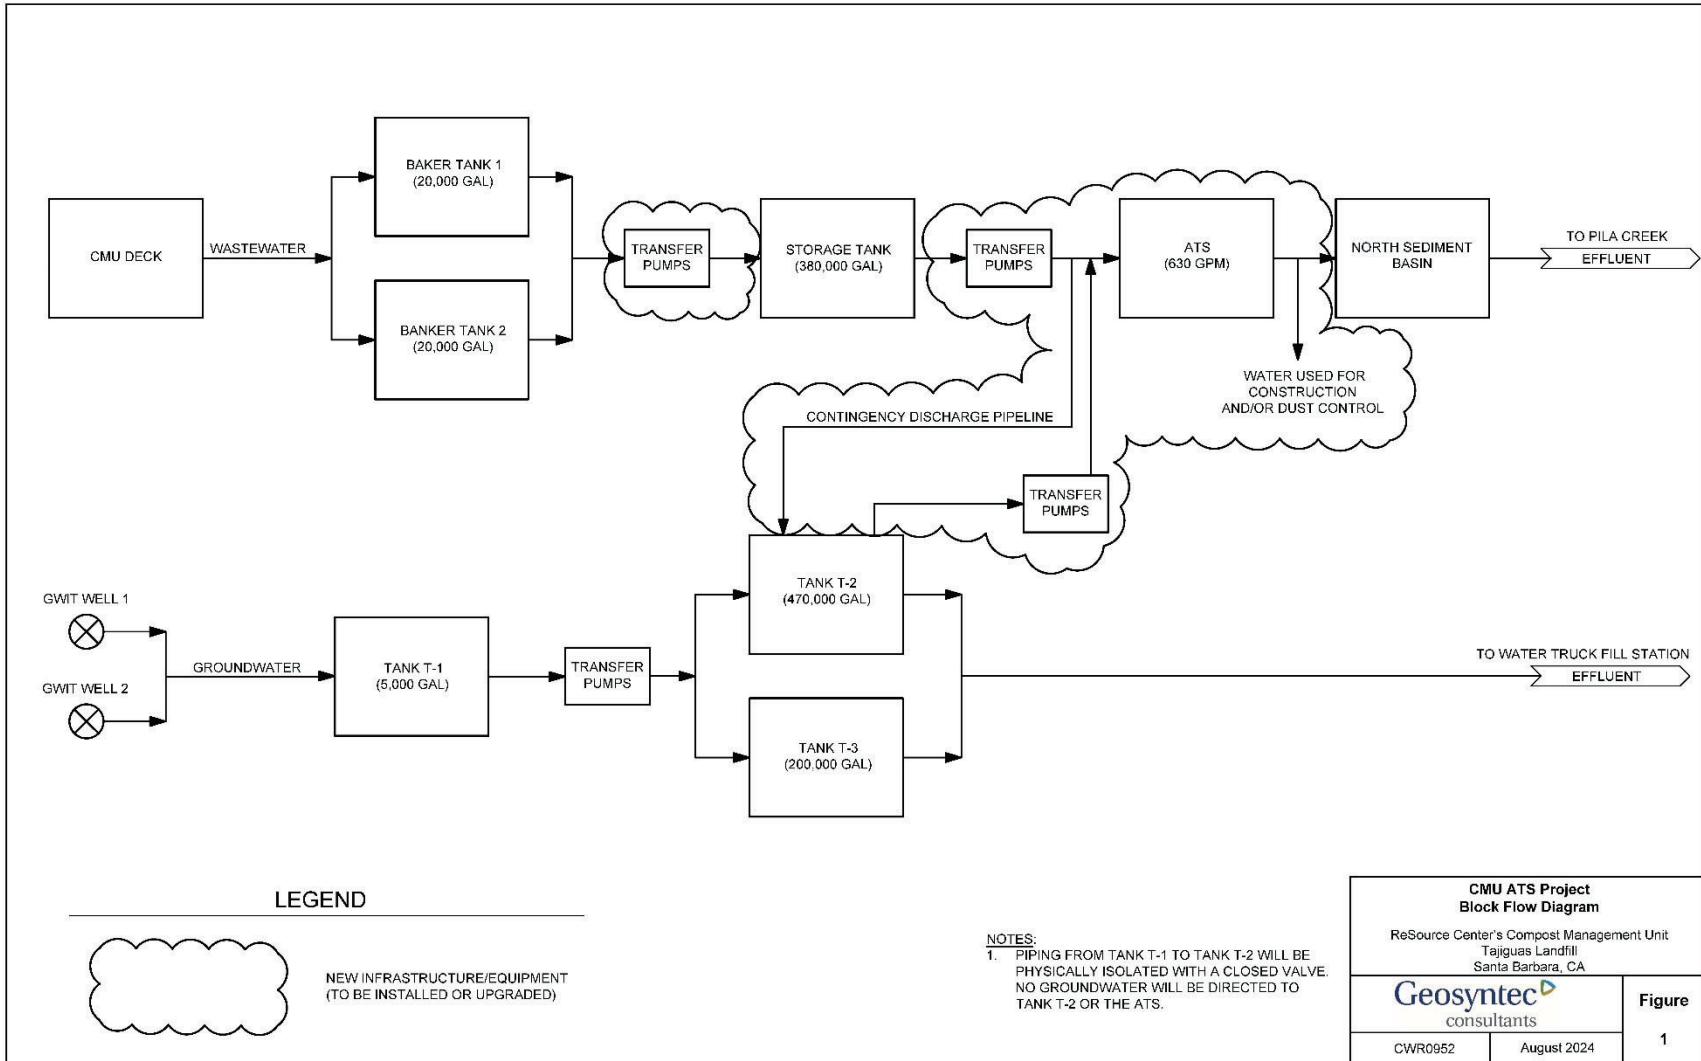 BAKER TANK 1
(20,000 GAL)
CMU DECK
WASTEWATER
BANKER TANK 2
(20,000 GAL)
TRANSFER
PUMPS
STORAGE TANK
(380,000 GAL)
TRANSFER
PUMPS
ATS
(630 GPM)
NORTH SEDIMENT
BASIN
TO PILA CREEK
EFFLUENT
WATER USED FOR
CONSTRUCTION
AND/OR DUST CONTROL
CONTINGENCY DISCHARGE PIPELINE
TRANSFER
PUMPS
GWIT WELL 1
GWIT WELL 2
GROUNDWATER
TANK T-1
(5,000 GAL)
TRANSFER
PUMPS
TANK T-2
(470,000 GAL)
TANK T-3
(200,000 GAL)
TO WATER TRUCK FILL STATION
EFFLUENT
LEGEND
NEW INFRASTRUCTURE/EQUIPMENT
(TO BE INSTALLED OR UPGRADED)
NOTES:
1. PIPING FROM TANK T-1 TO TANK T-2 WILL BE
PHYSICALLY ISOLATED WITH A CLOSED VALVE.
NO GROUNDWATER WILL BE DIRECTED TO
TANK T-2 OR THE ATS.
CMU ATS Project
Block Flow Diagram
ReSource Center's Compost Management Unit
Tajiguas Landfill
Santa Barbara, CA
Geosyntec
consultants
Figure
1
CWR0952
August 2024